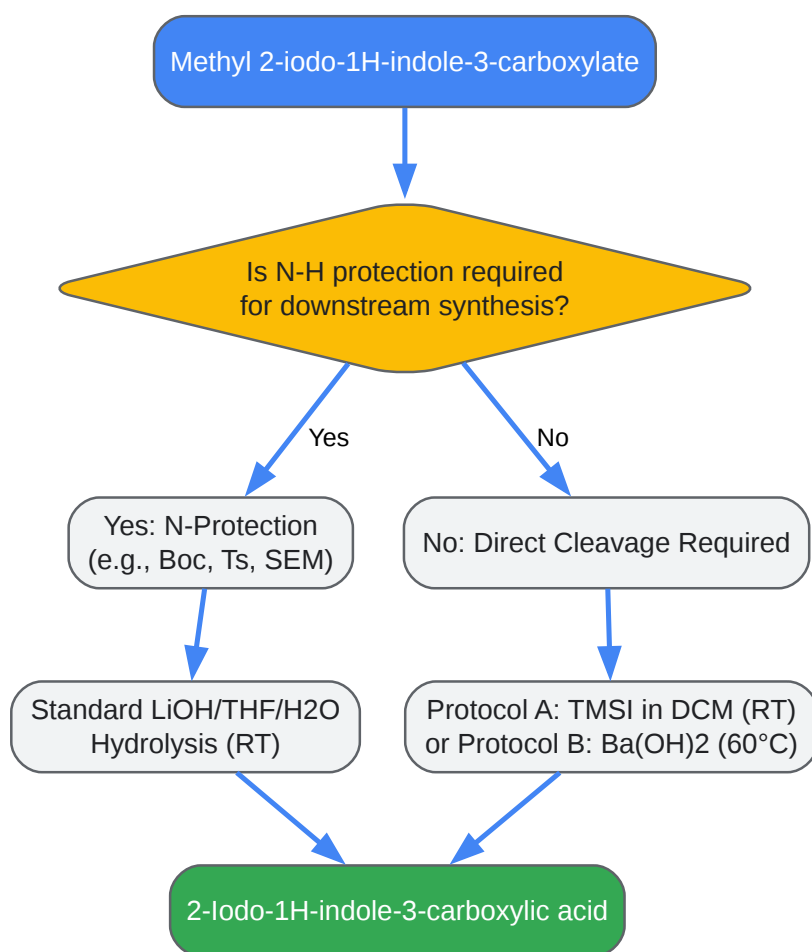 Methyl 2-iodo-1H-indole-3-carboxylate
Is N-H protection required
for downstream synthesis?
Yes
No
Yes: N-Protection
(e.g., Boc, Ts, SEM)
No: Direct Cleavage Required
Standard LiOH/THF/H2O
Hydrolysis (RT)
Protocol A: TMSI in DCM (RT)
or Protocol B: Ba(OH)2 (60°C)
2-Iodo-1H-indole-3-carboxylic acid